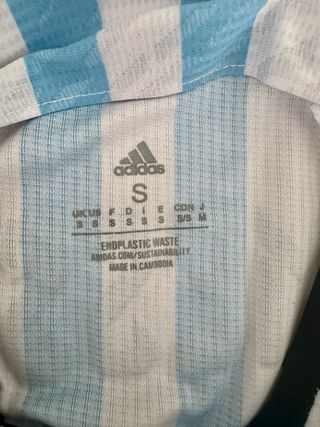 adidas
S
UK US F D I E CDN J
S S S S S S S/S M
ENDPLASTIC WASTE
ADIDAS.COM/SUSTAINABILITY
MADE IN CAMBODIA